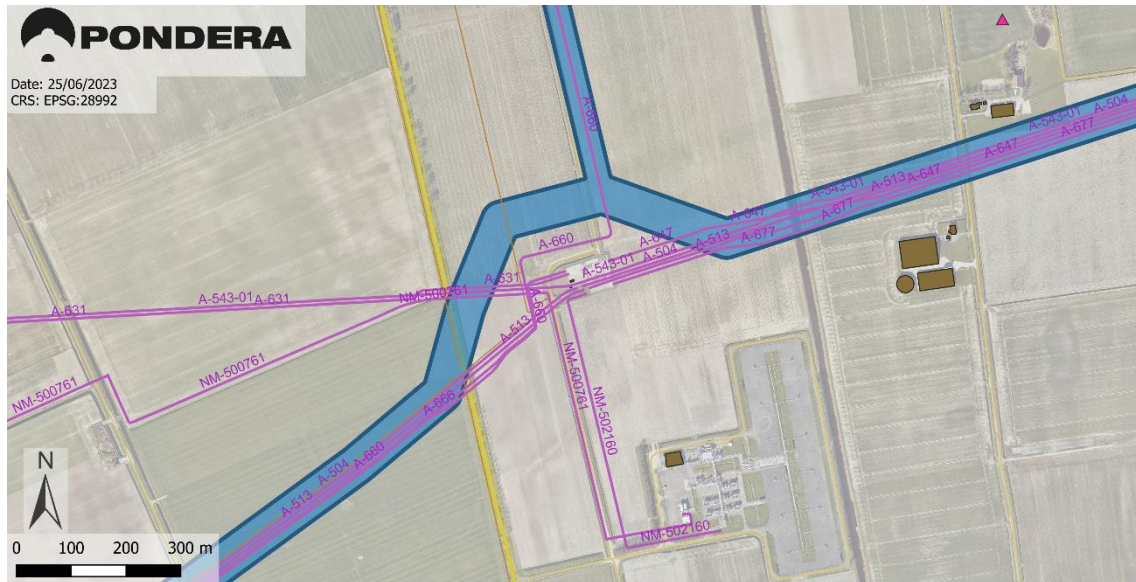 PONDERA
Date: 25/06/2023
CRS: EPSG:28992
A-660
A-543-01
A-504
A-677
A-647
A-543-01
A-513
A-647
A-677
A-647
A-647
A-513
A-677
A-660
A-543-01
A-504
A-631
NM-500761
A-543-01
A-631
A-631
A-660
A-513
NM-500761
NM-500761
NM-500761
NM-502160
A-666
A-660
A-504
A-513
NM-502160
N
0 100 200 300 m